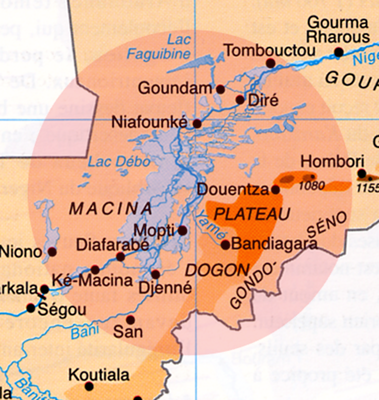 Gourma
Rharous
Lac
Faguibine
Tombouctou
Nige
Goundam
Diré
GOU
Niafounké
Lac Débo
Hombori
Douentza
1080
1155
MACINA
PLATEAU
SÉNO
Yamé
Mopti
Diafarabé
Bandiagara
Niono
DOGON
GONDO-
Ké-Macina
Djenné
arkala
Ségou
Bani
San
Koutiala